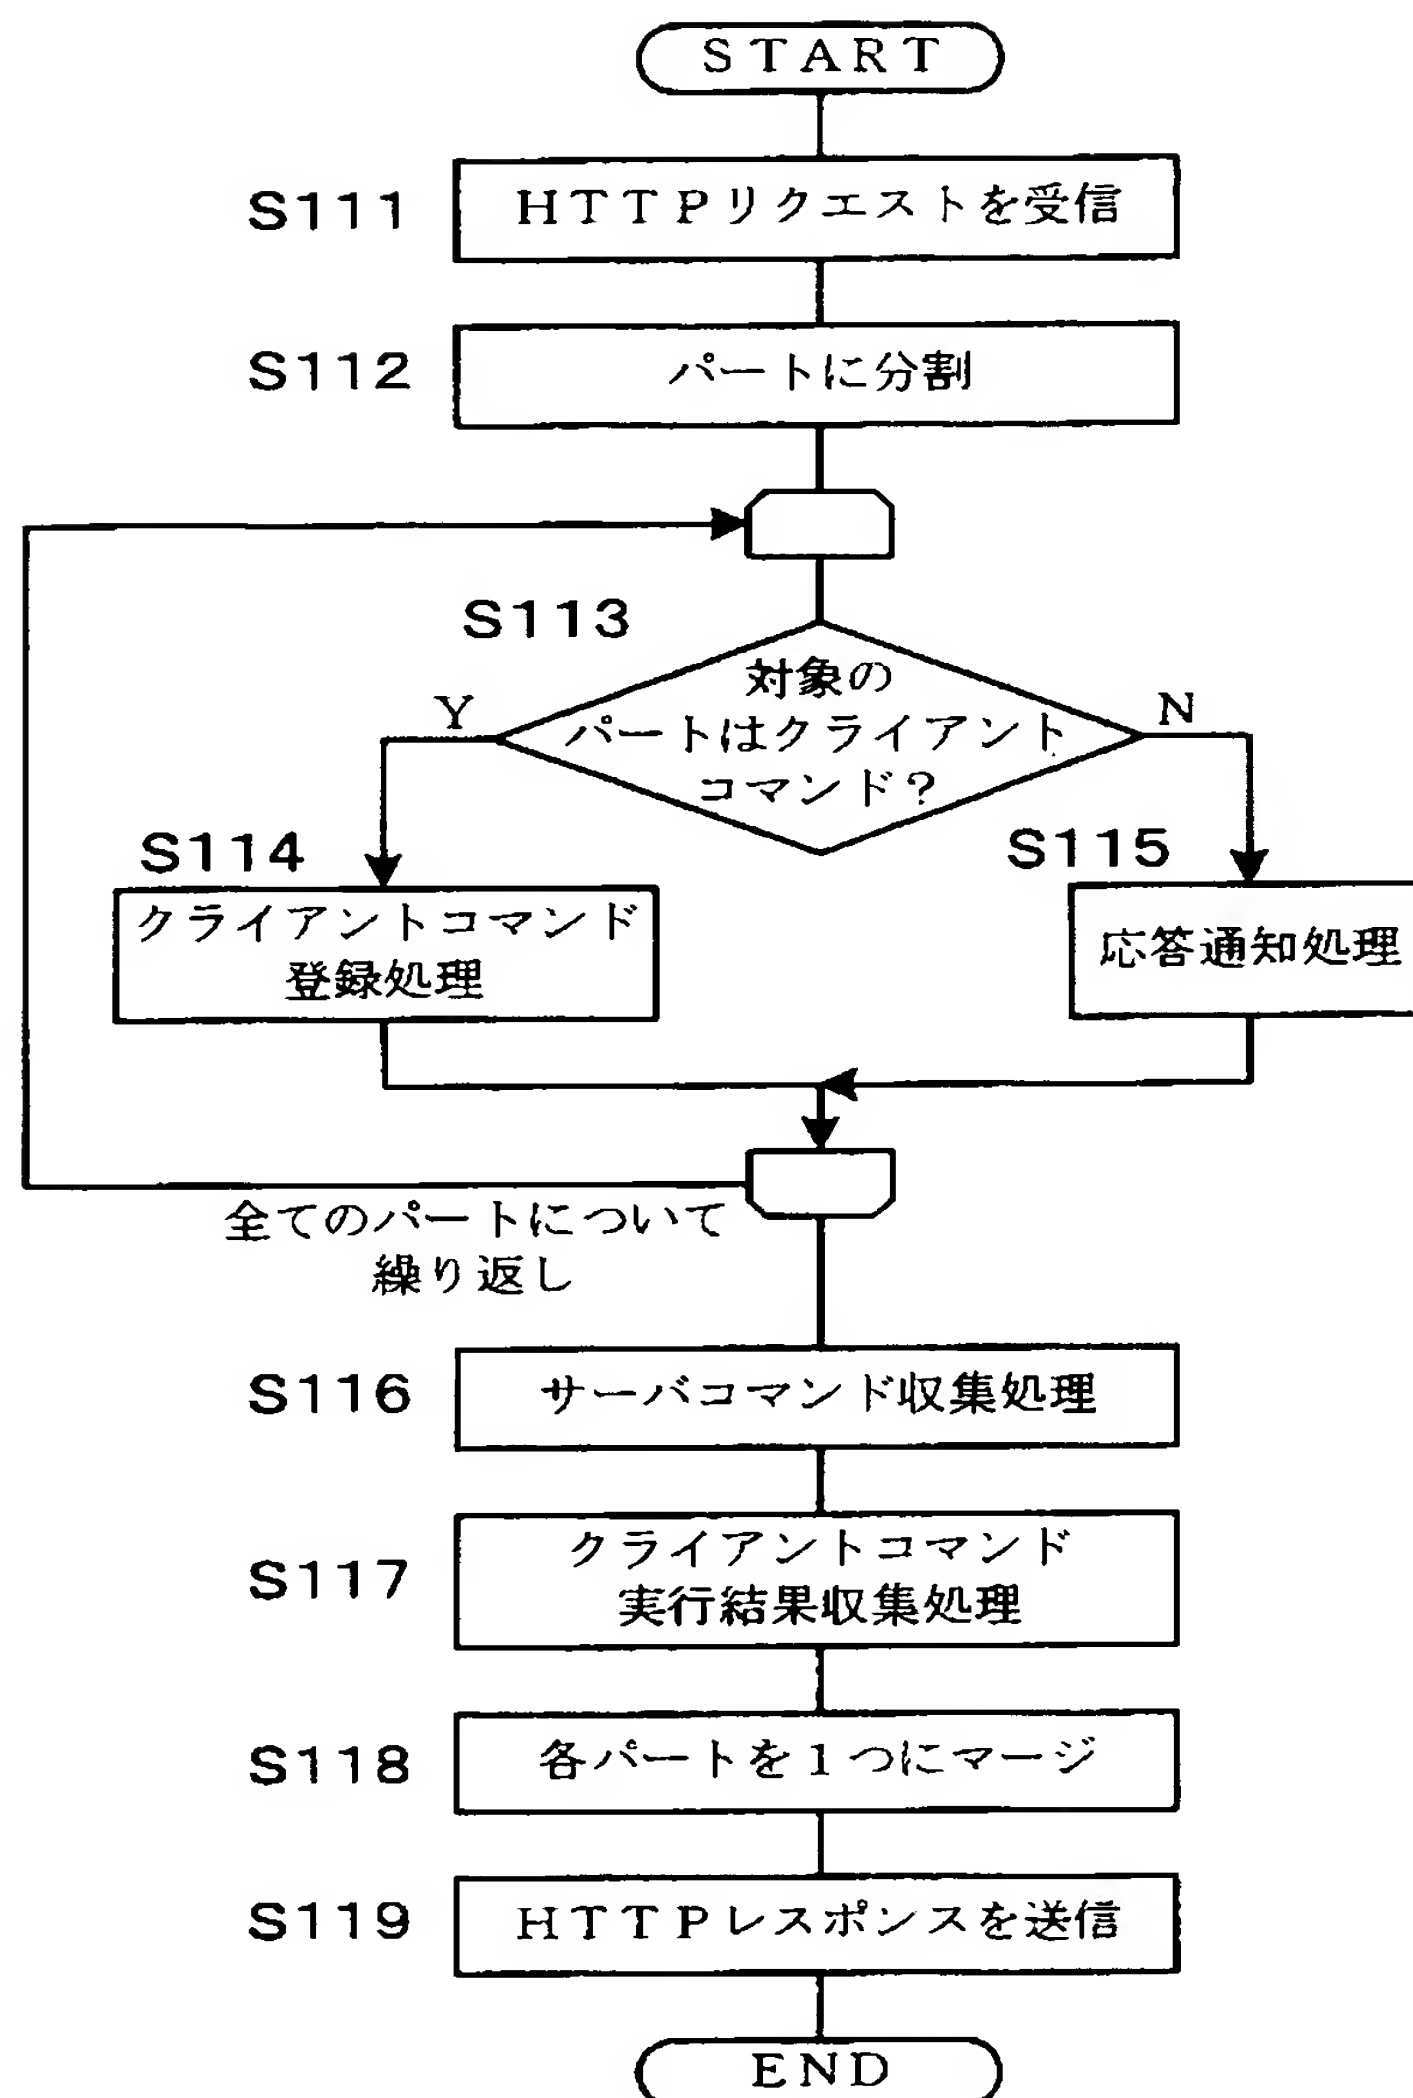 ＳＴＡＲＴ
S111
ＨＴＴＰリクエストを受信
S112
パートに分割
S113
対象の
パートはクライアント
コマンド？
Y
N
S114
クライアントコマンド
登録処理
S115
応答通知処理
全てのパートについて
繰り返し
S116
サーバコマンド収集処理
S117
クライアントコマンド
実行結果収集処理
S118
各パートを１つにマージ
S119
ＨＴＴＰレスポンスを送信
ＥＮＤ